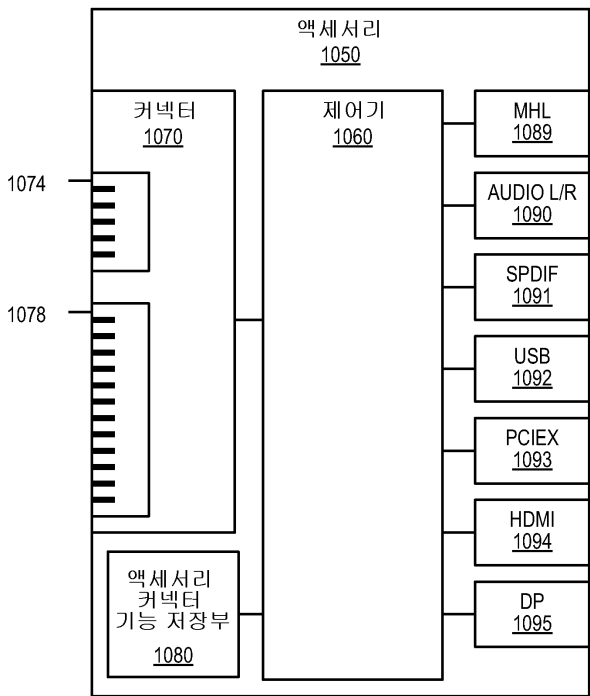 액세서리
1050
커넥터
1070
1074
1078
제어기
1060
액세서리
커넥터
기능 저장부
1080
MHL
1089
AUDIO L/R
1090
SPDIF
1091
USB
1092
PCIEX
1093
HDMI
1094
DP
1095